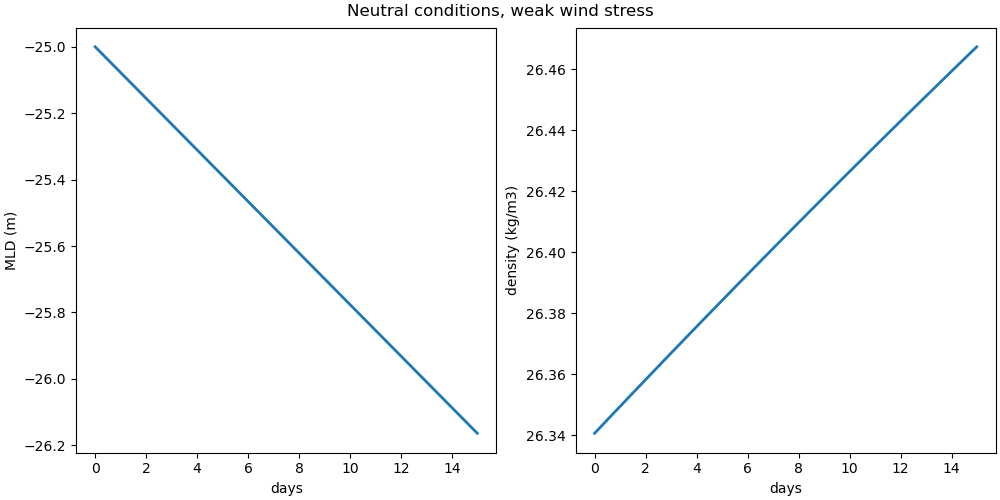 Neutral conditions, weak wind stress
−25.0
−25.2
−25.4
−25.6
−25.8
−26.0
−26.2
MLD (m)
0 2 4 6 8 10 12 14
days
26.46
26.44
26.42
26.40
26.38
26.36
26.34
density (kg/m3)
0 2 4 6 8 10 12 14
days